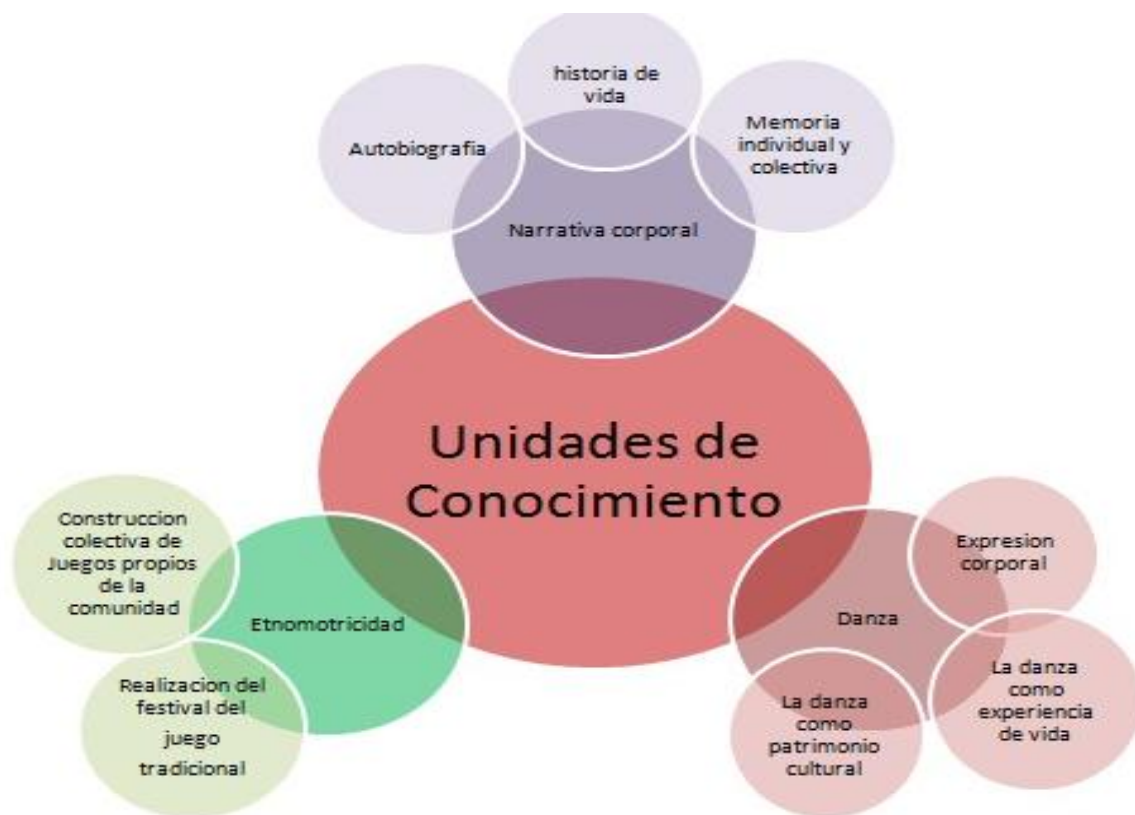 historia de
vida
Autobiografia
Memoria
individual y
colectiva
Narrativa corporal
Unidades de
Conocimiento
Construccion
colectiva de
Juegos propios
de la
comunidad
Etnomotricidad
Realizacion del
festival del
juego
tradicional
Expresion
corporal
Danza
La danza
como
experiencia
de vida
La danza
como
patrimonio
cultural